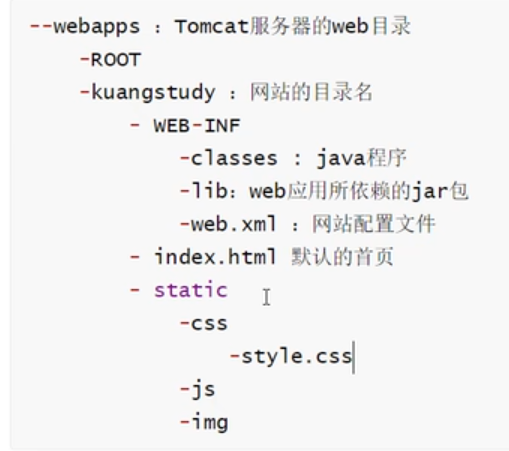 --webapps ：Tomcat服务器的web目录
-ROOT
-kuangstudy ：网站的目录名
- WEB-INF
-classes : java程序
-lib：web应用所依赖的jar包
-web.xml ：网站配置文件
- index.html 默认的首页
- static
-css
-style.css
-js
-img